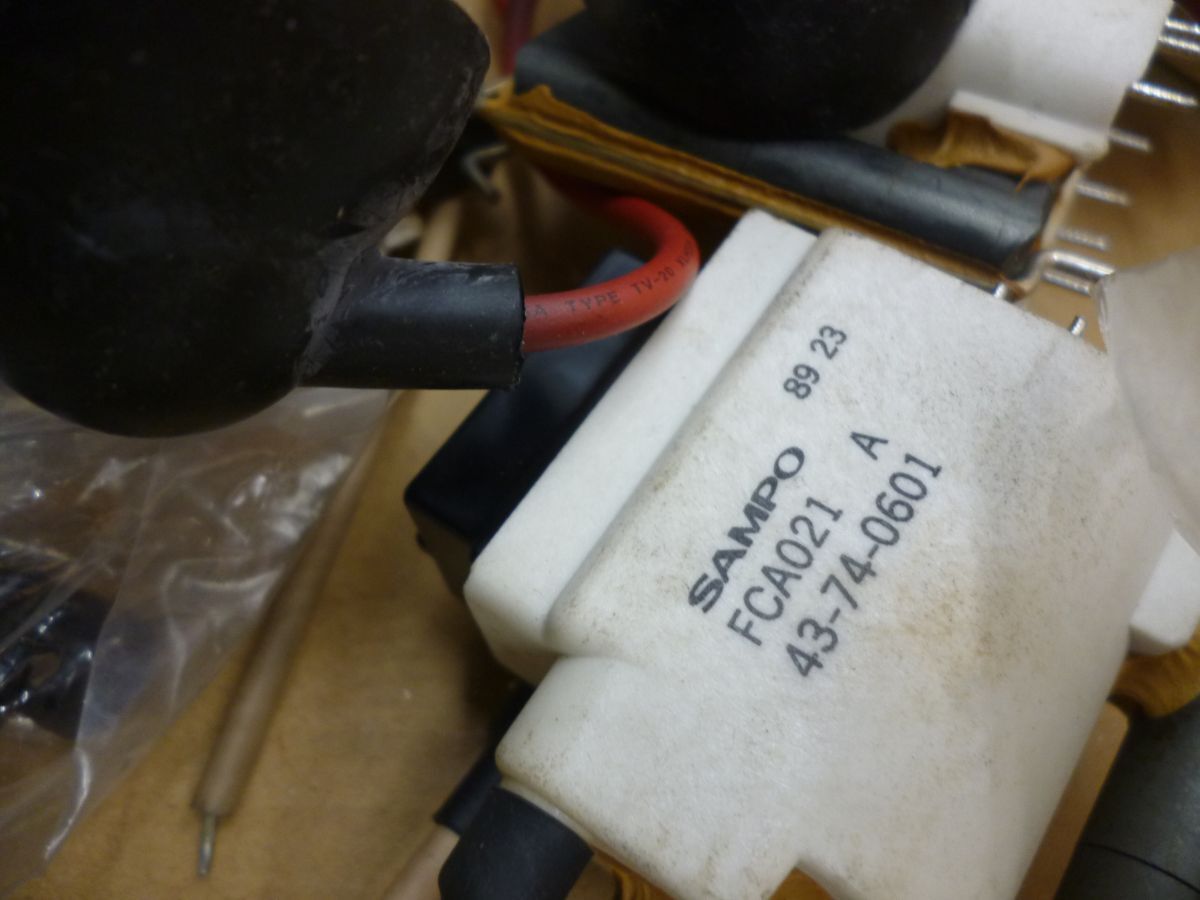 A TYPE TV-20
89 23
SAMPO
FCA021 A
43-74-0601